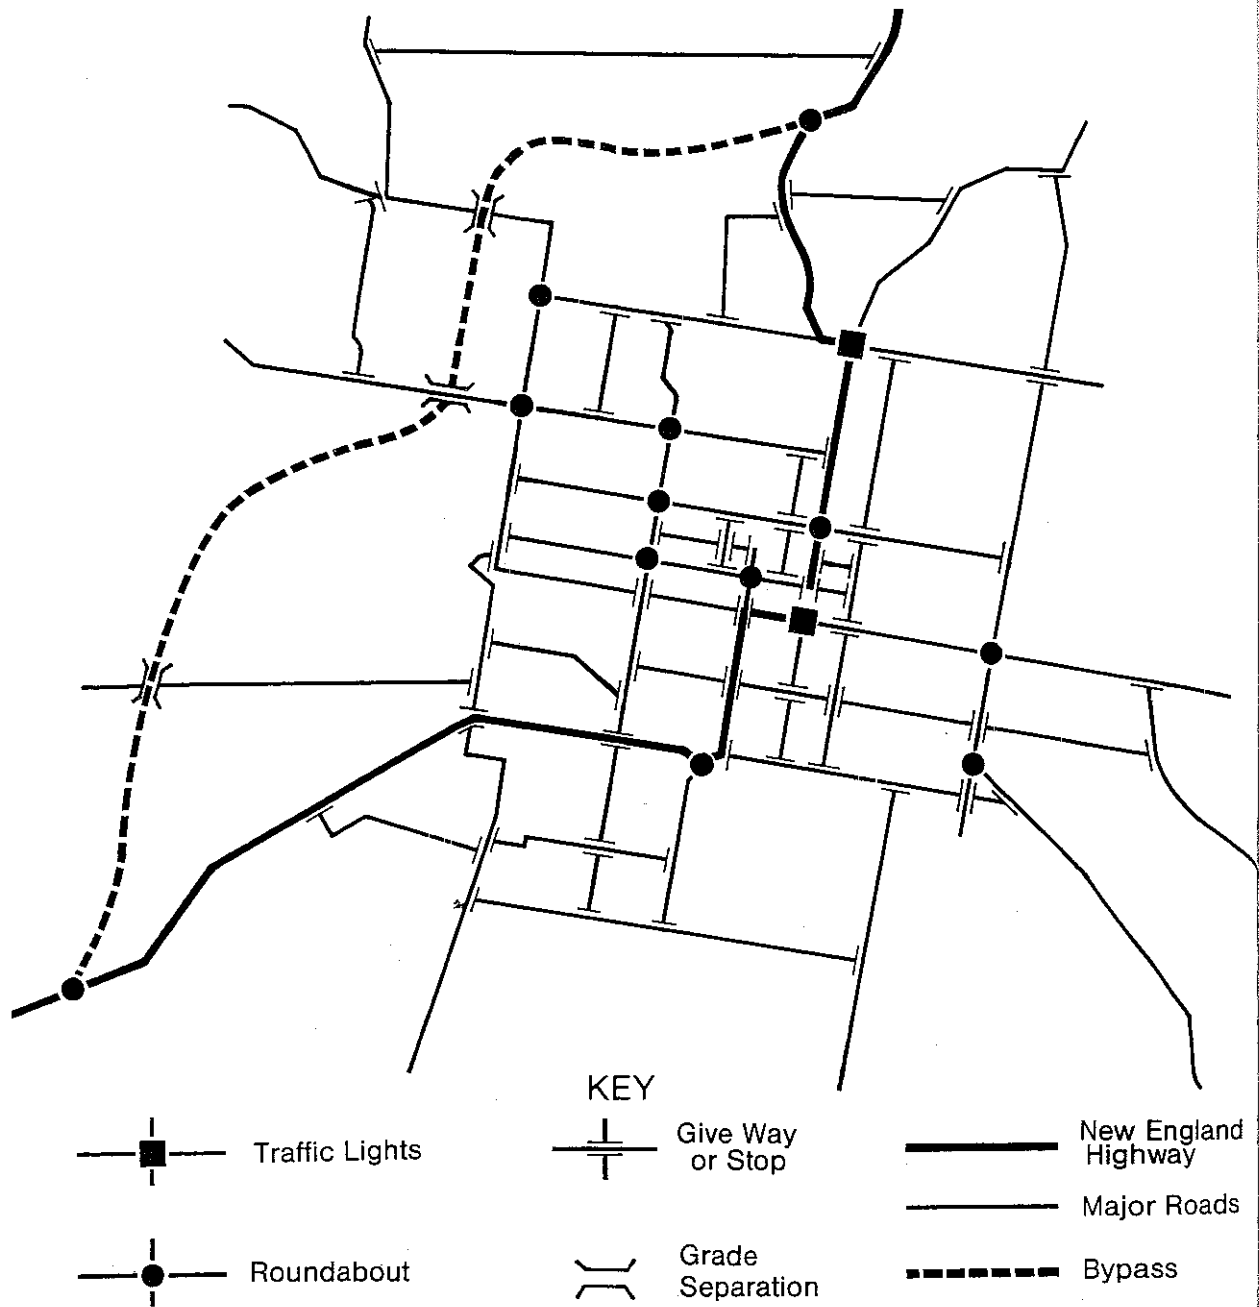 KEY
Traffic Lights
Give Way
or Stop
New England
Highway
Major Roads
Roundabout
Grade
Separation
Bypass